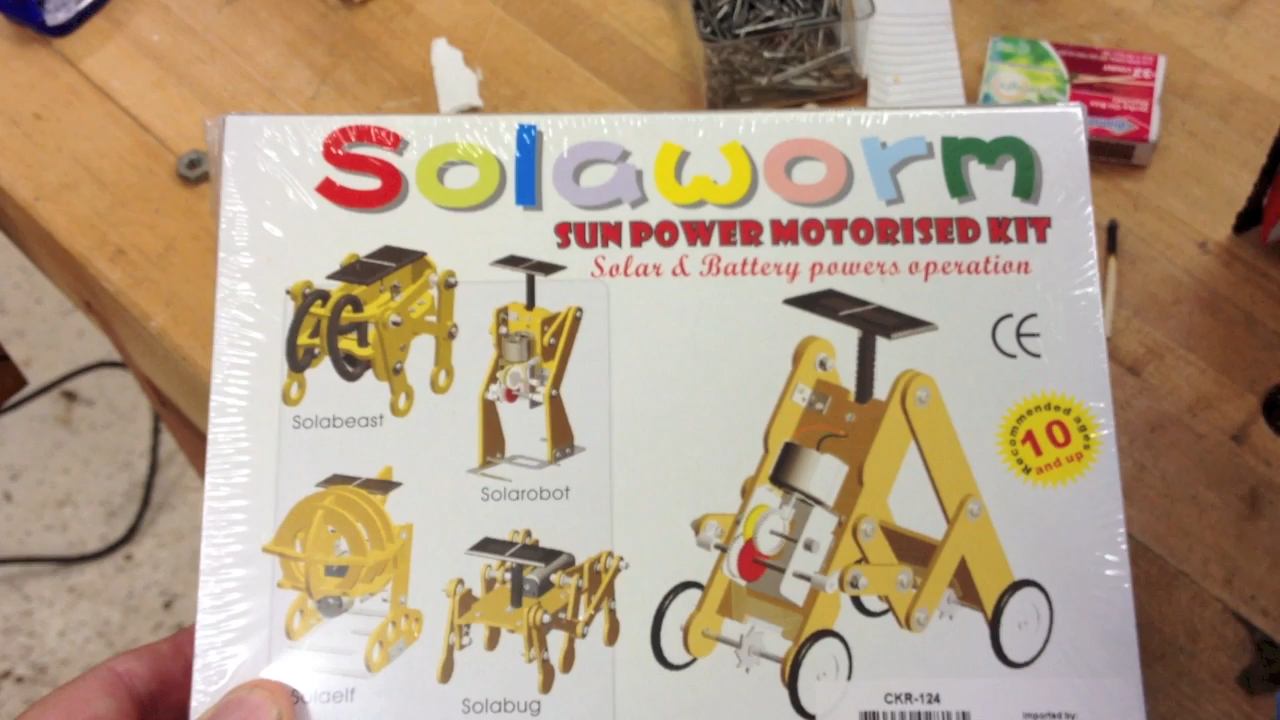 Solaworm
SUN POWER MOTORISED KIT
Solar & Battery powers operation
CE
Recommended ages
10
and up
Solabeast
Solarobot
Solaelf
Solabug
CKR-124
Imported by: